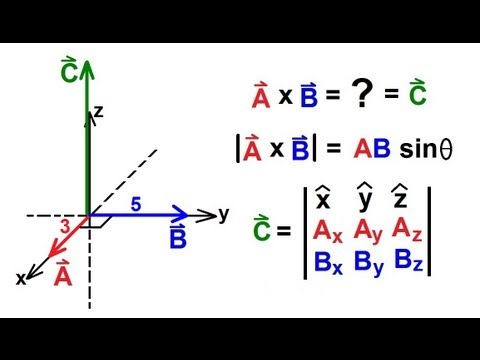 C⃗
z
A⃗ x B⃗ = ? = C⃗
|A⃗ x B⃗| = AB sinθ
5
3
y
B⃗
x
A⃗
x̂ ŷ ẑ
C⃗ = | Ax Ay Az |
Bx By Bz